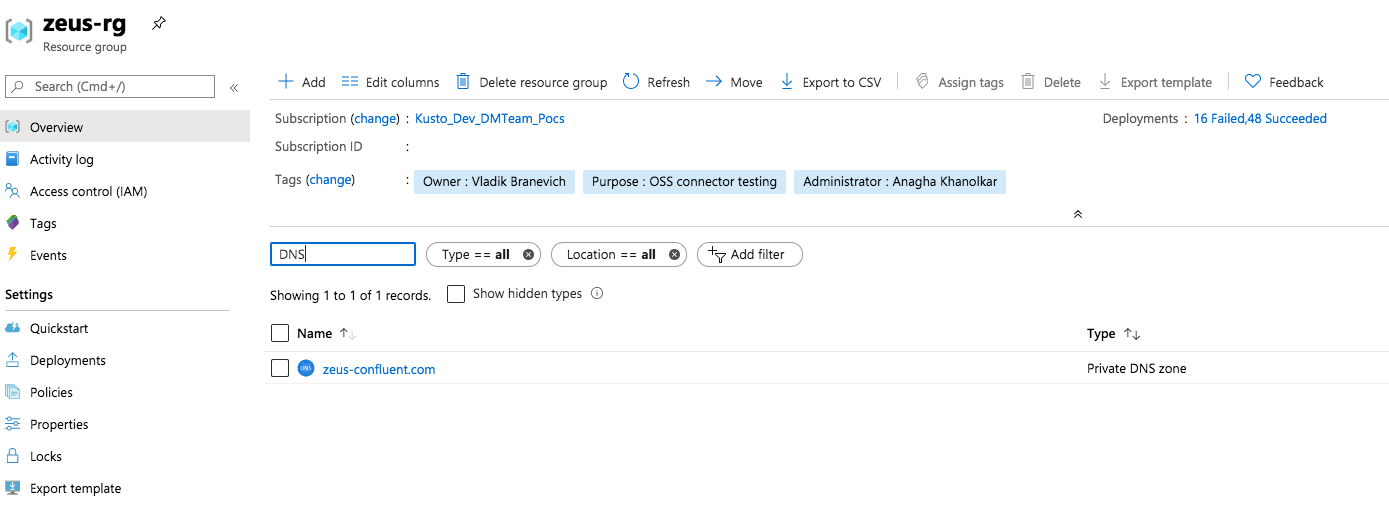 zeus-rg
Resource group
Search (Cmd+/)
«
Add
Edit columns
Delete resource group
Refresh
Move
Export to CSV
Assign tags
Delete
Export template
Feedback
Overview
Activity log
Access control (IAM)
Tags
Events
Settings
Quickstart
Deployments
Policies
Properties
Locks
Export template
Subscription (change) : Kusto_Dev_DMTeam_Pocs
Deployments : 16 Failed,48 Succeeded
Subscription ID :
Tags (change) : Owner : Vladik Branevich Purpose : OSS connector testing Administrator : Anagha Khanolkar
DNS
Type == all
Location == all
Add filter
Showing 1 to 1 of 1 records.
Show hidden types
Name ↑↓
Type ↑↓
DNS
zeus-confluent.com
Private DNS zone